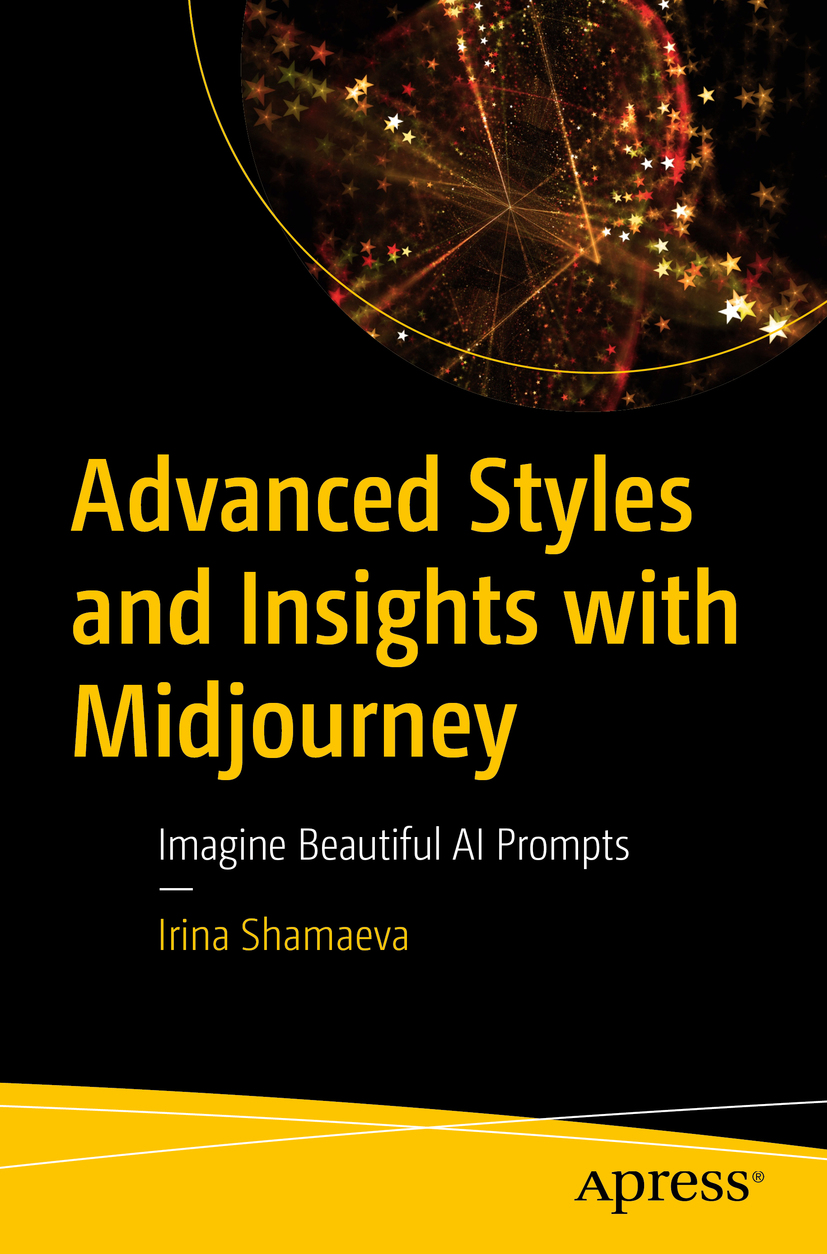 Advanced Styles
and Insights with
Midjourney
Imagine Beautiful AI Prompts
Irina Shamaeva
Apress®